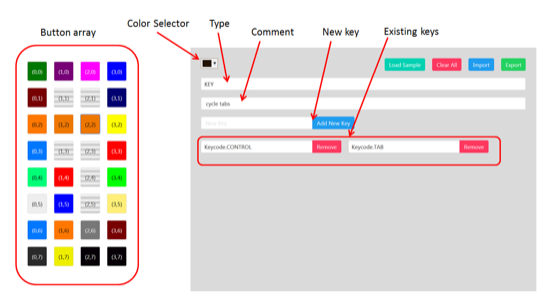 Button array
Color Selector
Type
Comment
New key
Existing keys
(0,0) (1,0) (2,0) (3,0)
(0,1) (1,1) (2,1) (3,1)
(0,2) (1,2) (2,2) (3,2)
(0,3) (1,3) (2,3) (3,3)
(0,4) (1,4) (2,4) (3,4)
(0,5) (1,5) (2,5) (3,5)
(0,6) (1,6) (2,6) (3,6)
(0,7) (1,7) (2,7) (3,7)
Load Sample Clear All Import Export
KEY
cycle tabs
New Key Add New Key
Keycode.CONTROL Remove Keycode.TAB Remove